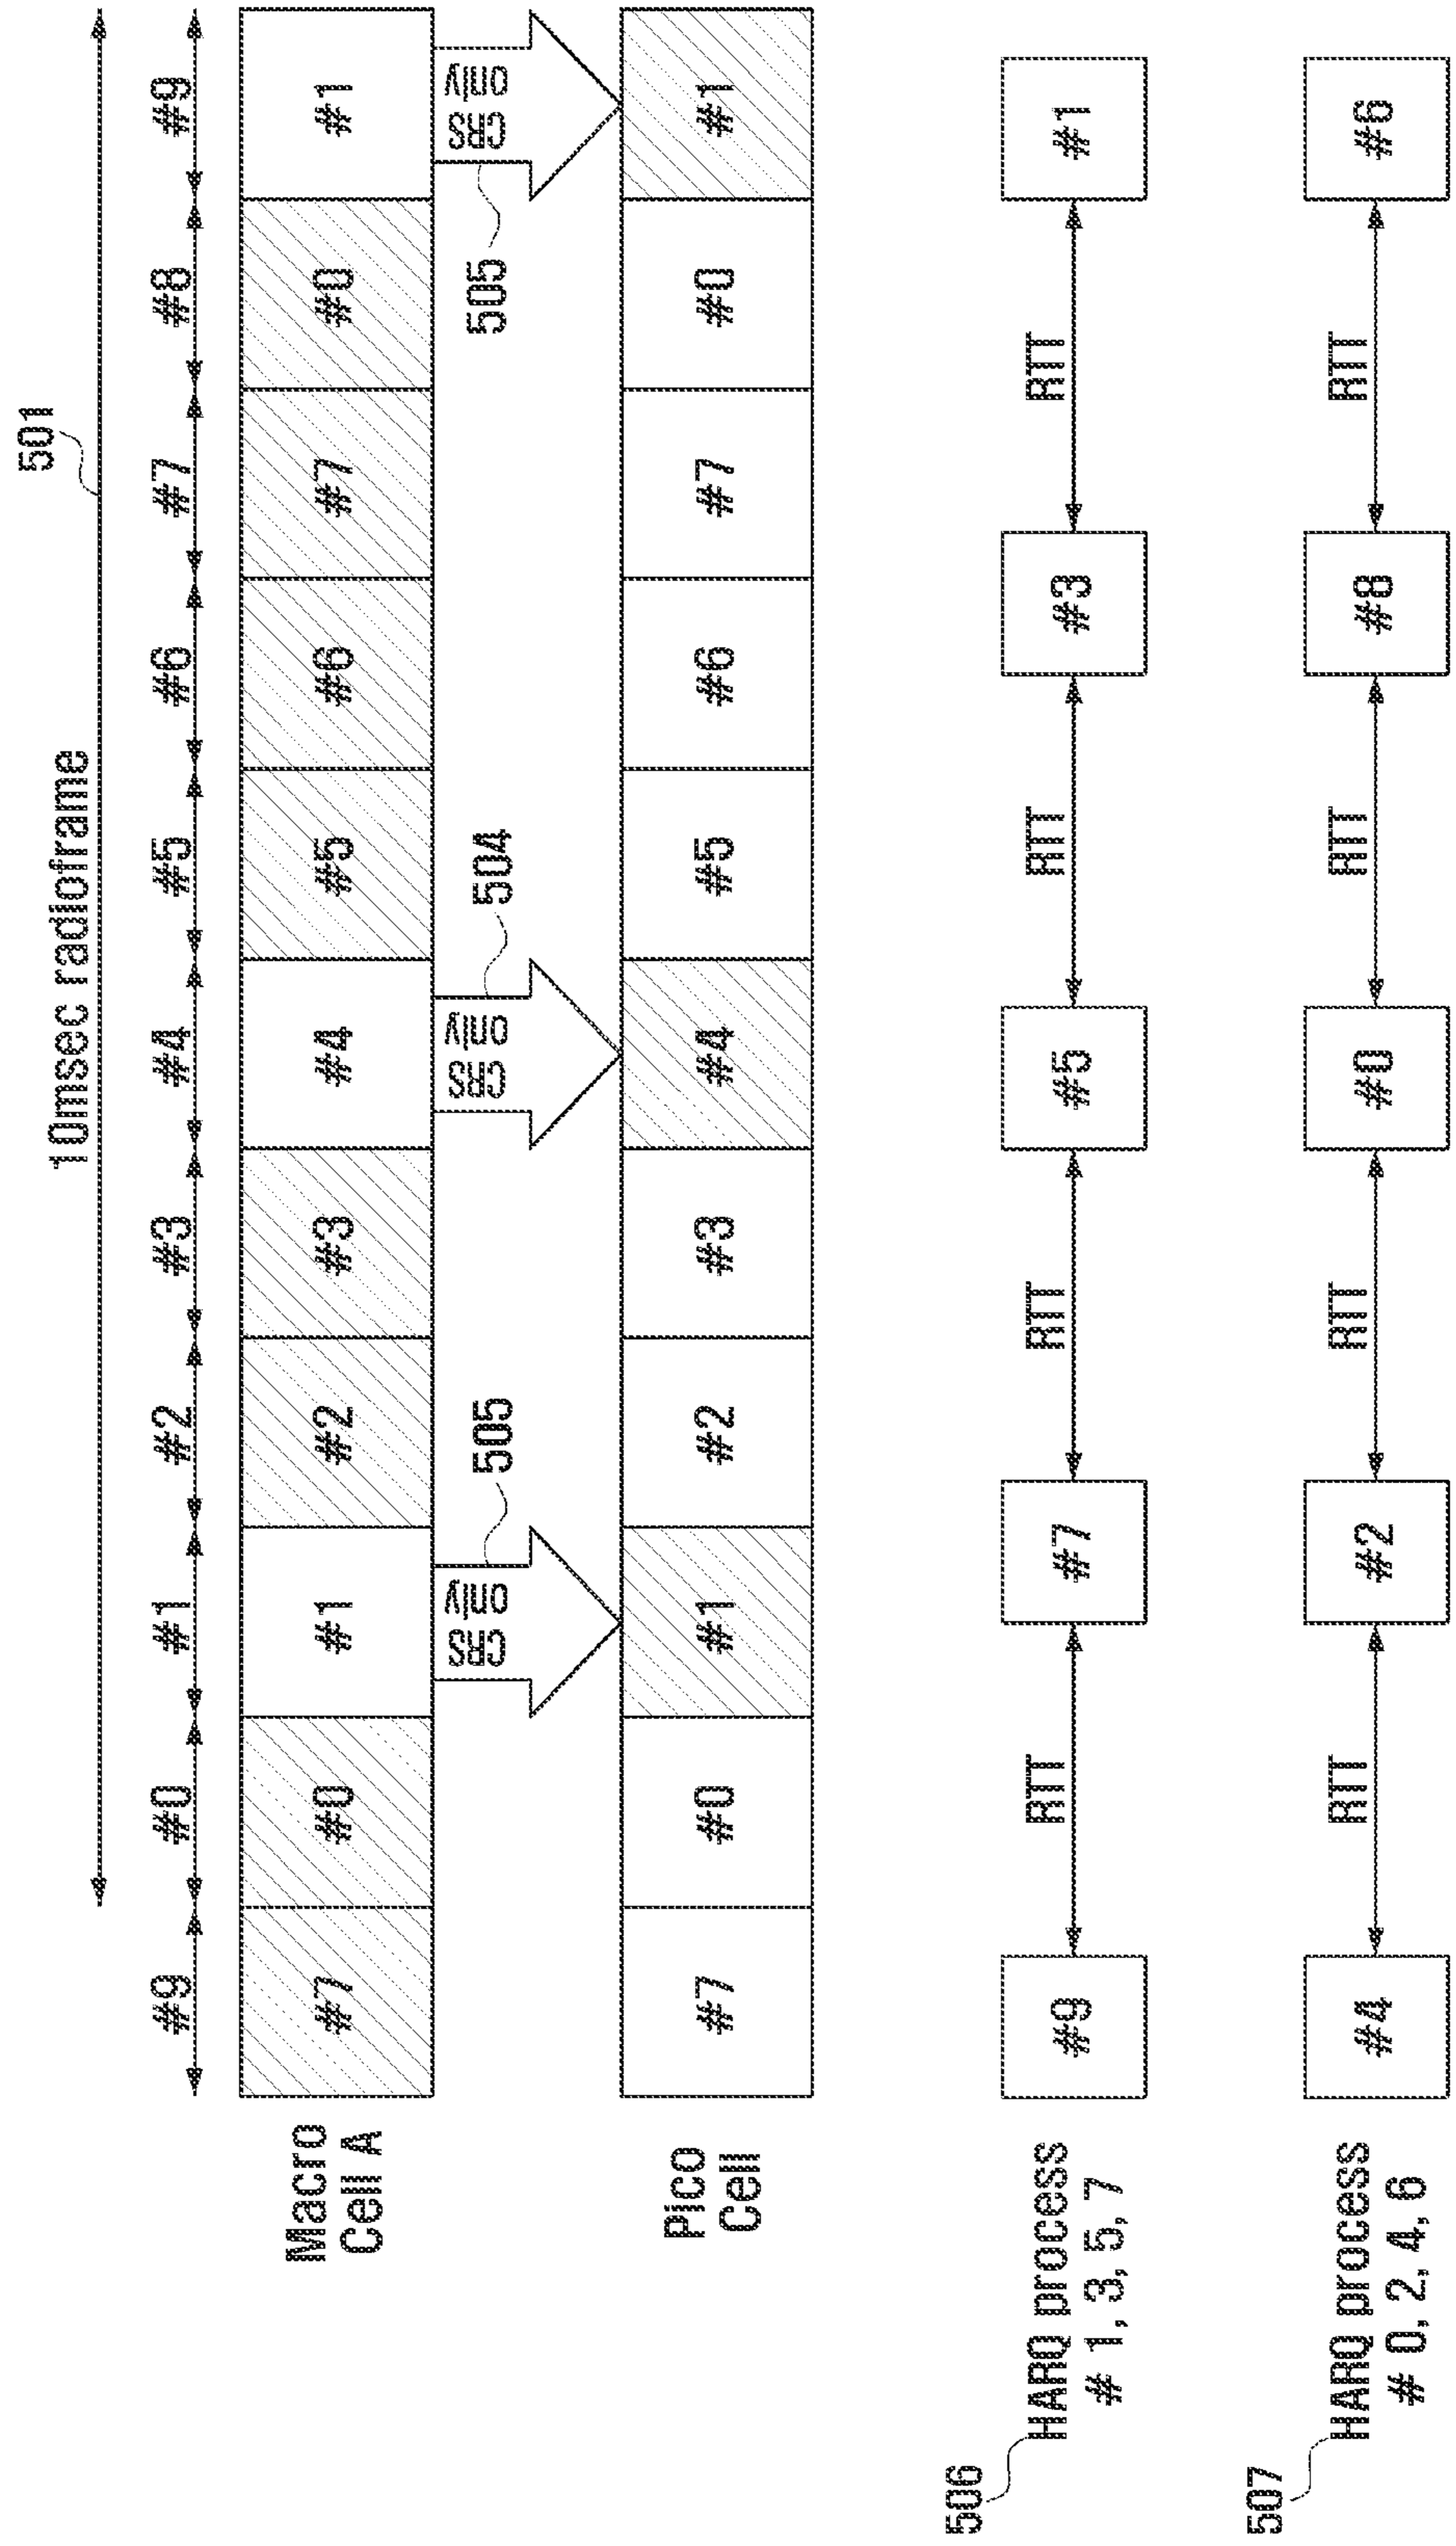 10msec radioframe
501
#9 #0 #1 #2 #3 #4 #5 #6 #7 #8 #9
Macro
Cell A
#7 #0 #1 #2 #3 #4 #5 #6 #7 #0 #1
CRS
only
505
CRS
only
504
CRS
only
505
Pico
Cell
#7 #0 #1 #2 #3 #4 #5 #6 #7 #0 #1
506
HARQ process
# 1, 3, 5, 7
#9 RTT #7 RTT #5 RTT #3 RTT #1
507
HARQ process
# 0, 2, 4, 6
#4 RTT #2 RTT #0 RTT #8 RTT #6